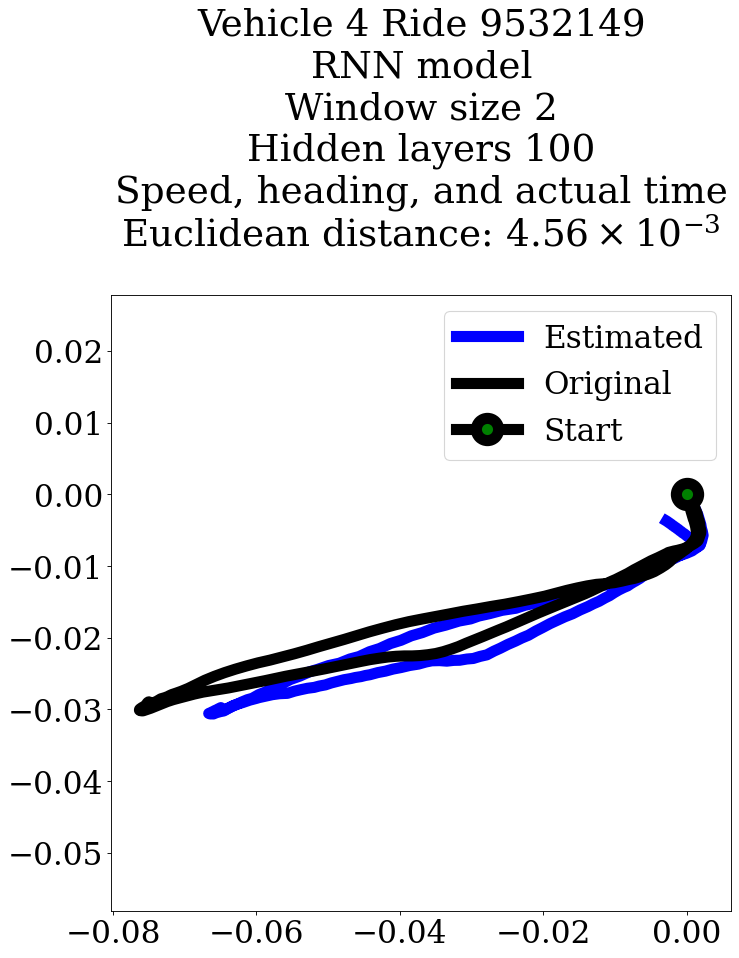 Vehicle 4 Ride 9532149
RNN model
Window size 2
Hidden layers 100
Speed, heading, and actual time
Euclidean distance: 4.56 × 10⁻³
Estimated
Original
Start
0.02
0.01
0.00
−0.01
−0.02
−0.03
−0.04
−0.05
−0.08
−0.06
−0.04
−0.02
0.00